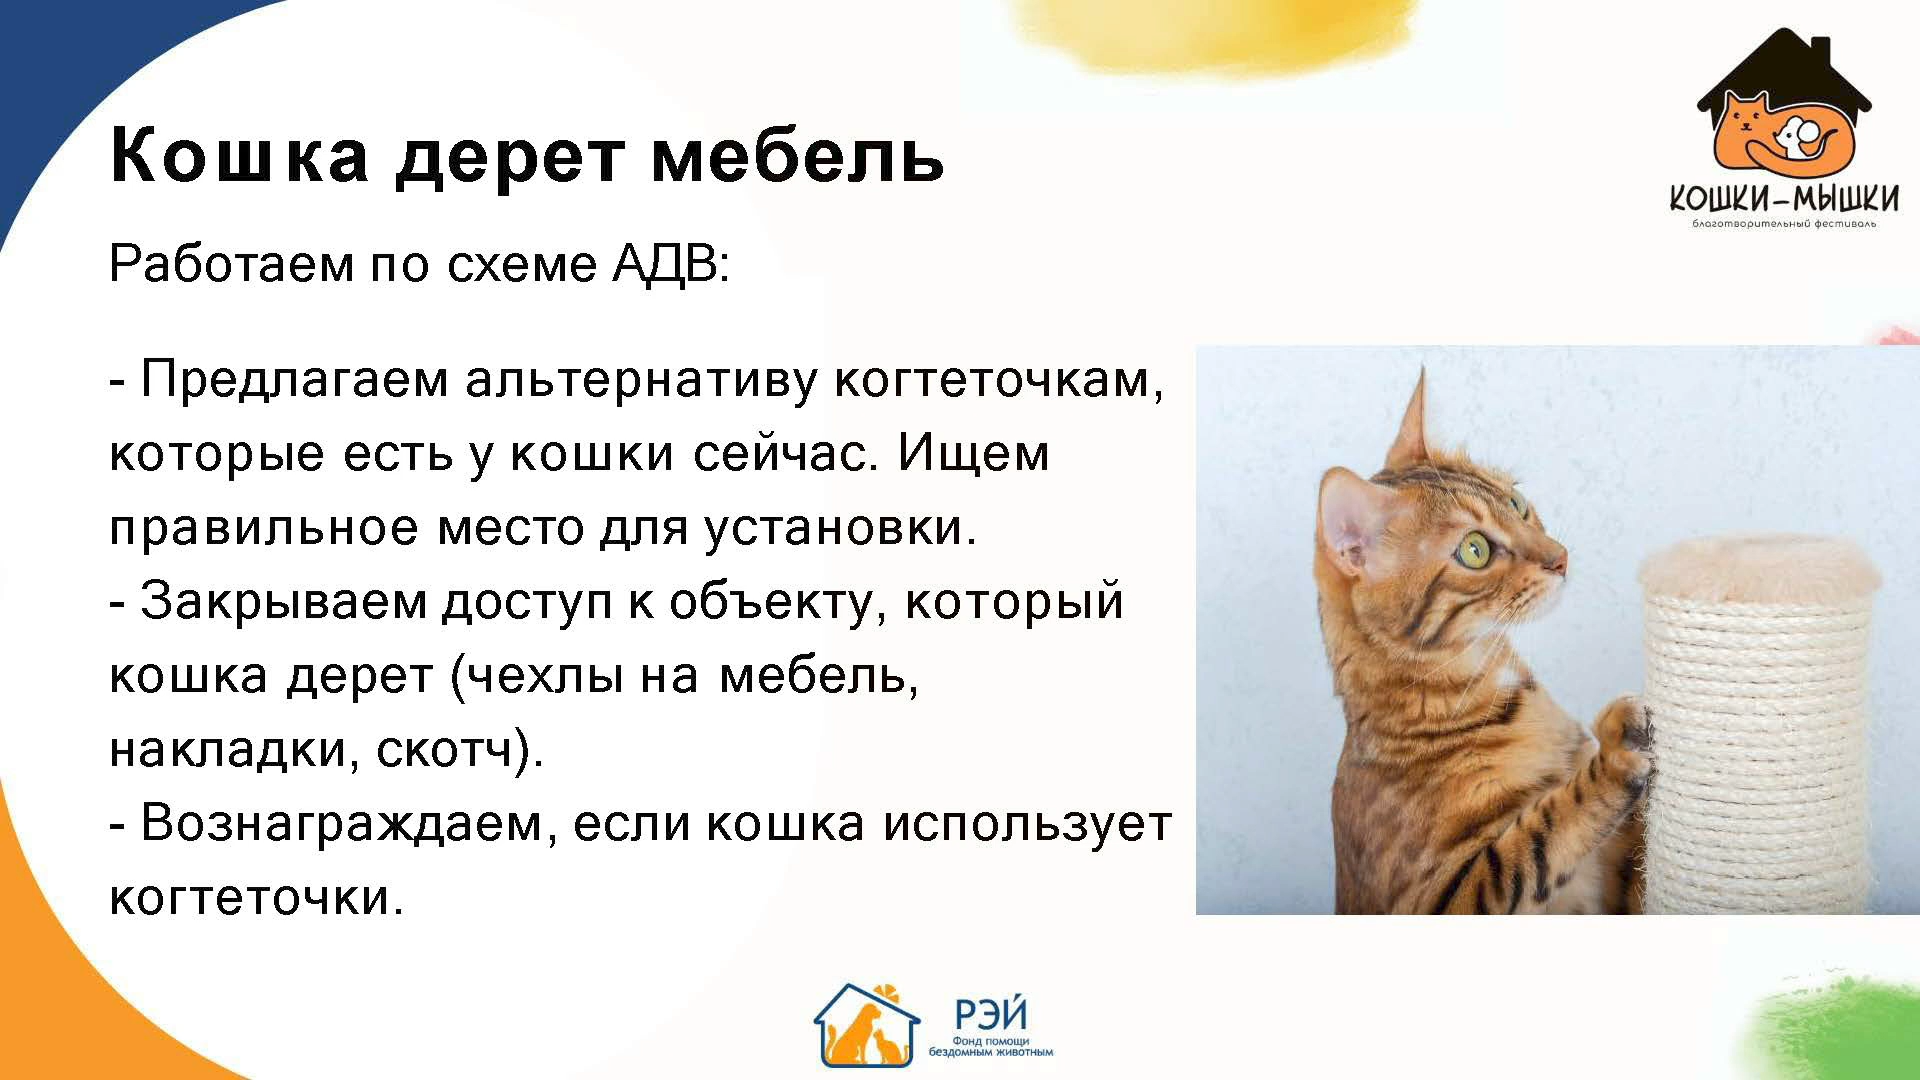 Кошка дерет мебель
КОШКИ-МЫШКИ
благотворительный фестиваль
Работаем по схеме АДВ:
- Предлагаем альтернативу когтеточкам,
которые есть у кошки сейчас. Ищем
правильное место для установки.
- Закрываем доступ к объекту, который
кошка дерет (чехлы на мебель,
накладки, скотч).
- Вознаграждаем, если кошка использует
когтеточки.
РЭЙ
Фонд помощи
бездомным животным